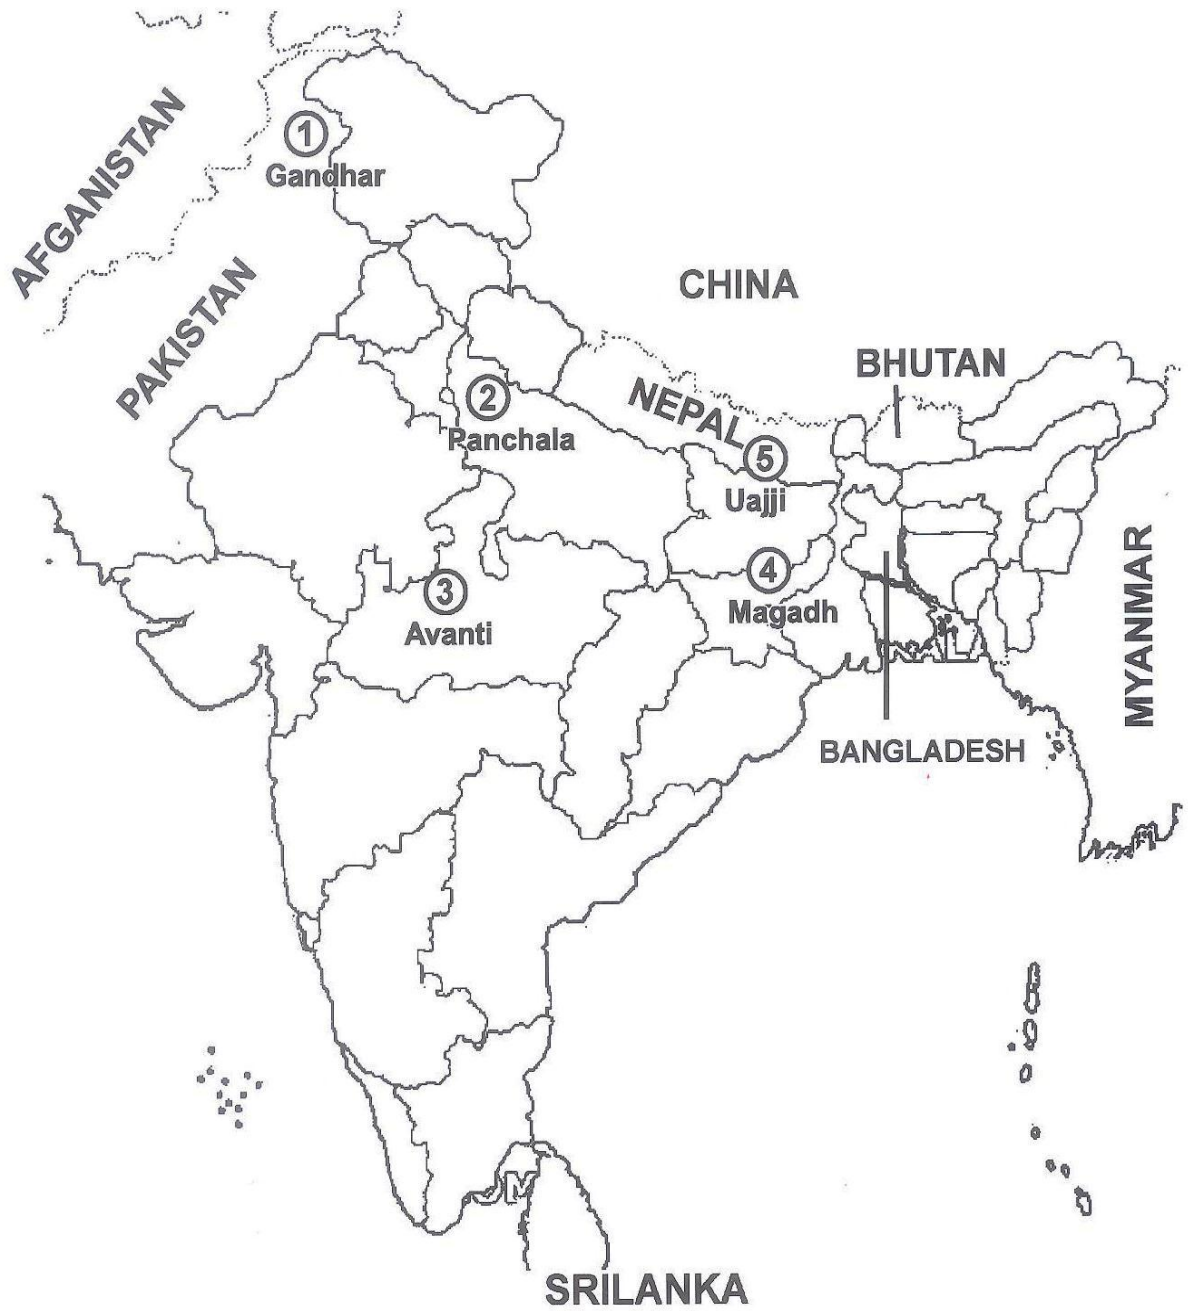 AFGANISTAN
1
Gandhar
PAKISTAN
CHINA
BHUTAN
NEPAL
2
Panchala
5
Uajji
4
Magadh
3
Avanti
MYANMAR
BANGLADESH
SRILANKA